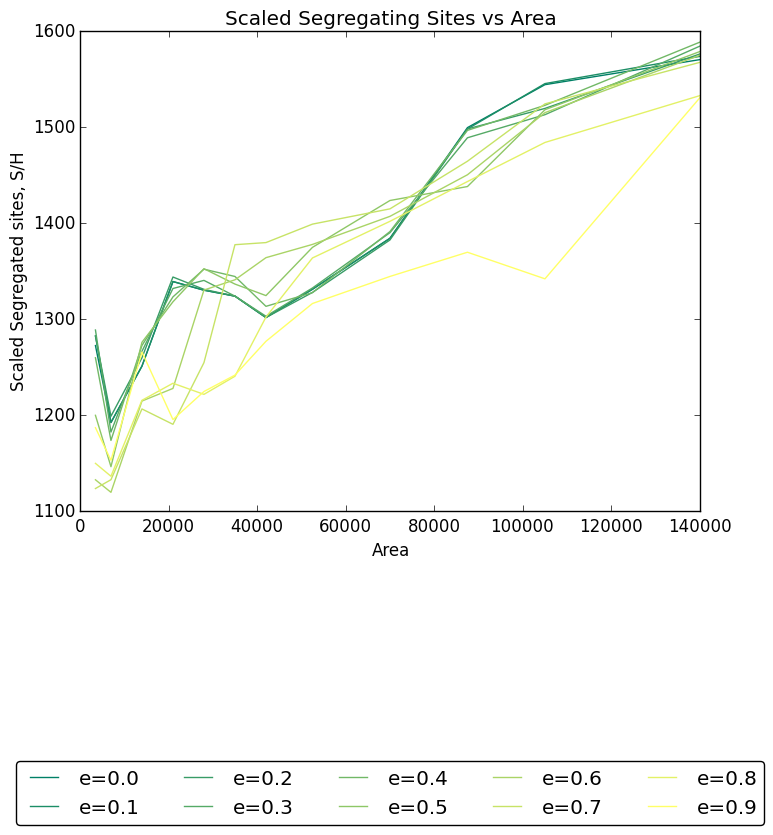 Scaled Segregating Sites vs Area
1600
1500
1400
1300
1200
1100
Scaled Segregated sites, S/H
0 20000 40000 60000 80000 100000 120000 140000
Area
e=0.0 e=0.2 e=0.4 e=0.6 e=0.8
e=0.1 e=0.3 e=0.5 e=0.7 e=0.9